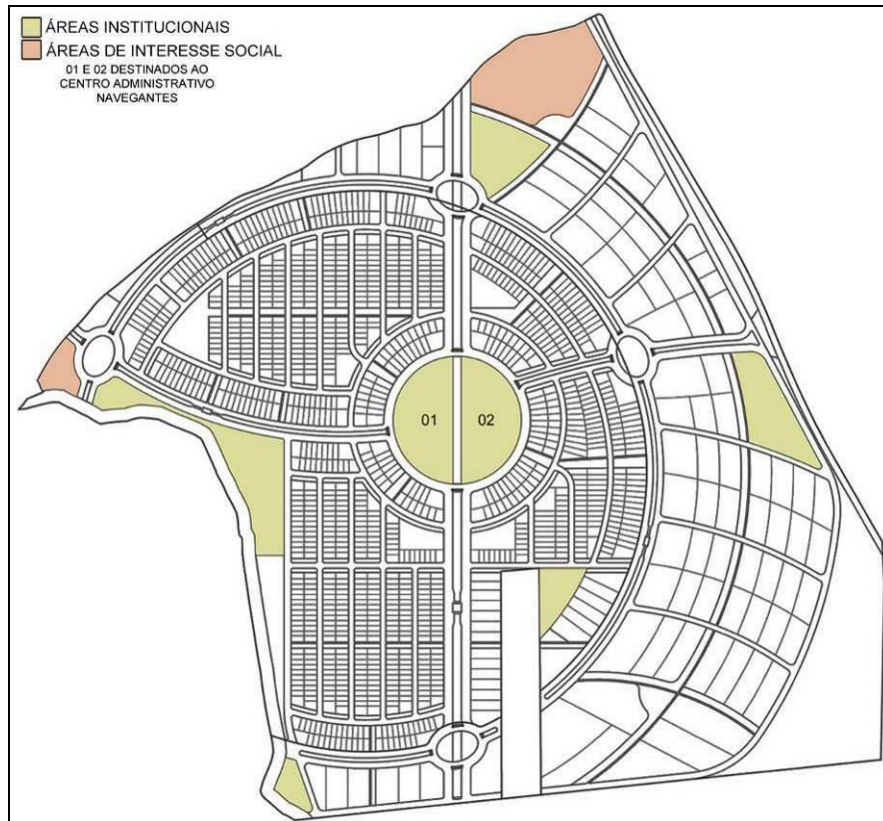 ÁREAS INSTITUCIONAIS
ÁREAS DE INTERESSE SOCIAL
01 E 02 DESTINADOS AO
CENTRO ADMINISTRATIVO
NAVEGANTES
01
02